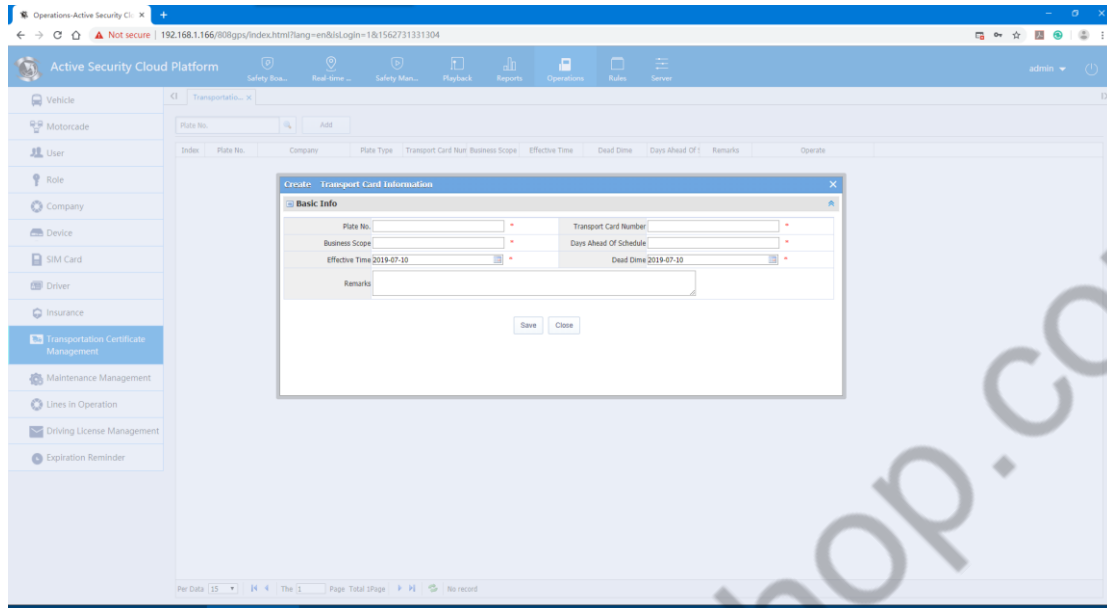 Operations-Active Security Cl
Not secure | 192.168.1.166/808gps/index.html?lang=en&isLogin=1&1562731331304
Active Security Cloud Platform
Safety Boa... Real-time ... Safety Man... Playback Reports Operations Rules Server
admin
Vehicle
Motorcade
User
Role
Company
Device
SIM Card
Driver
Insurance
Transportation Certificate
Management
Maintenance Management
Lines in Operation
Driving License Management
Expiration Reminder
Transportatio...
Plate No. Add
Index Plate No. Company Plate Type Transport Card Num Business Scope Effective Time Dead Dime Days Ahead Of S Remarks Operate
Create Transport Card Information
Basic Info
Plate No. * Transport Card Number *
Business Scope * Days Ahead Of Schedule *
Effective Time 2019-07-10 * Dead Dime 2019-07-10 *
Remarks
Save Close
Per Data 15 The 1 Page Total 1Page No record
hop.co